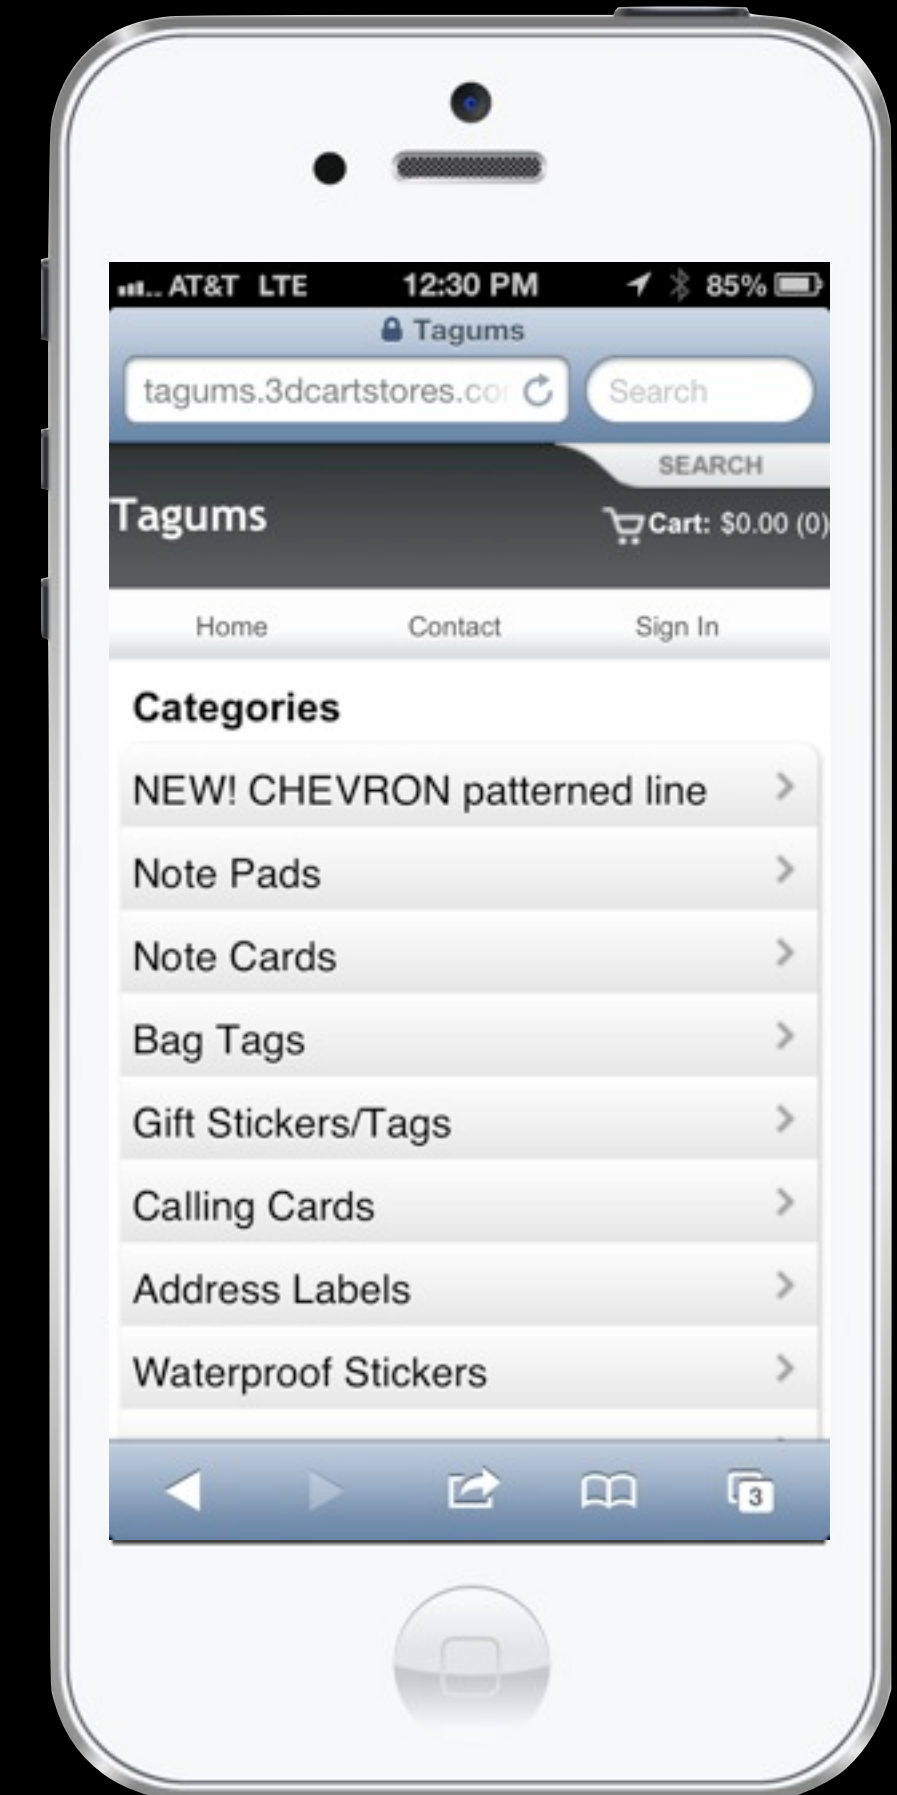 AT&T LTE 12:30 PM 85%
Tagums
tagums.3dcartstores.co Search
SEARCH
Tagums
Cart: $0.00 (0)
Home Contact Sign In
Categories
NEW! CHEVRON patterned line
Note Pads
Note Cards
Bag Tags
Gift Stickers/Tags
Calling Cards
Address Labels
Waterproof Stickers
3